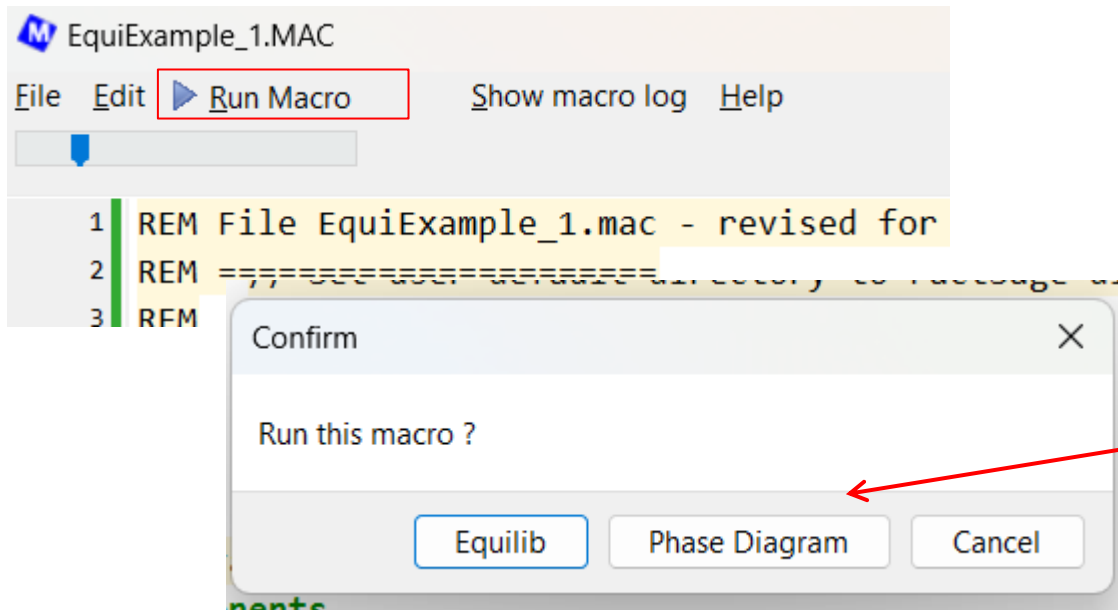 M EquiExample_1.MAC
File Edit Run Macro Show macro log Help
1 REM File EquiExample_1.mac - revised for
2 REM ======================
3 REM
Confirm
Run this macro ?
Equilib Phase Diagram Cancel